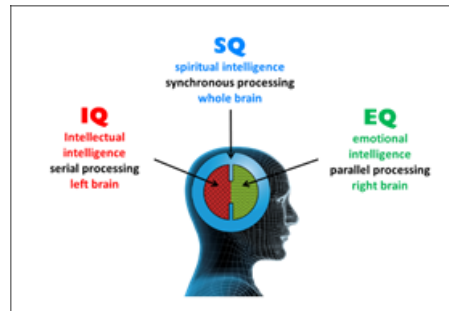 SQ
spiritual intelligence
synchronous processing
whole brain
IQ
Intellectual
intelligence
serial processing
left brain
EQ
emotional
intelligence
parallel processing
right brain